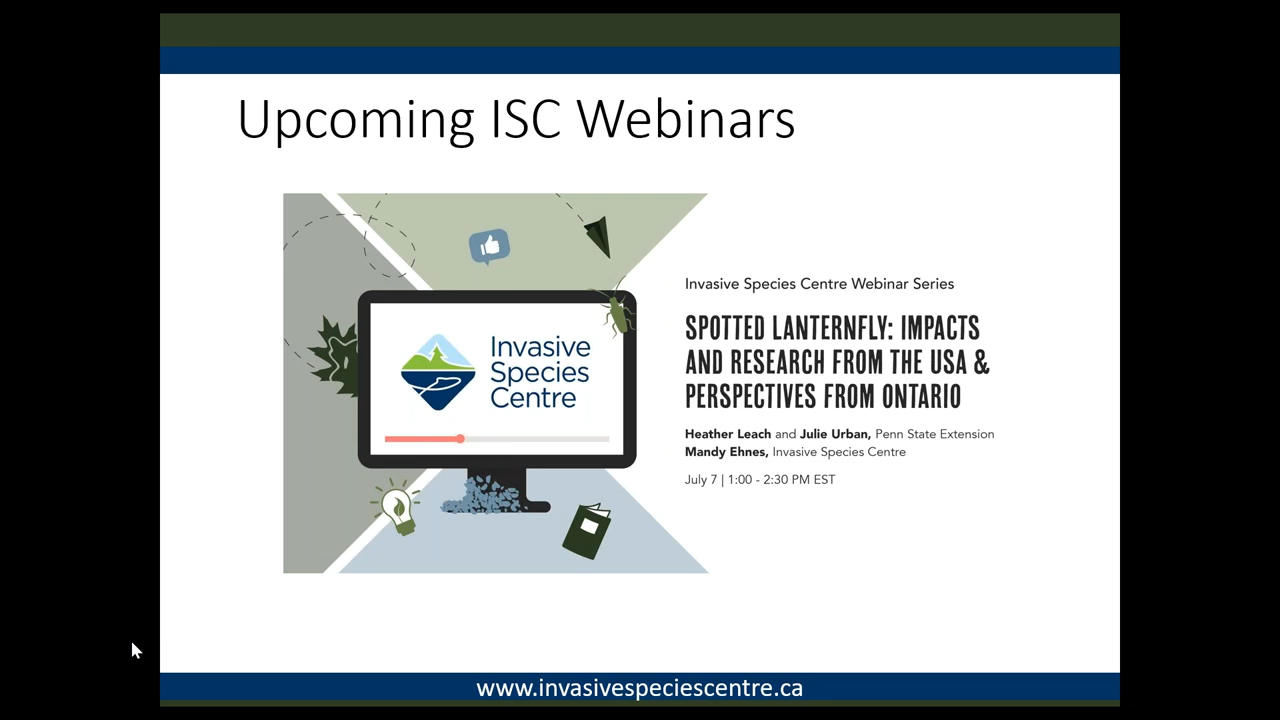 Upcoming ISC Webinars
Invasive
Species
Centre
Invasive Species Centre Webinar Series
SPOTTED LANTERNFLY: IMPACTS
AND RESEARCH FROM THE USA &
PERSPECTIVES FROM ONTARIO
Heather Leach and Julie Urban, Penn State Extension
Mandy Ehnes, Invasive Species Centre
July 7 | 1:00 - 2:30 PM EST
www.invasivespeciescentre.ca